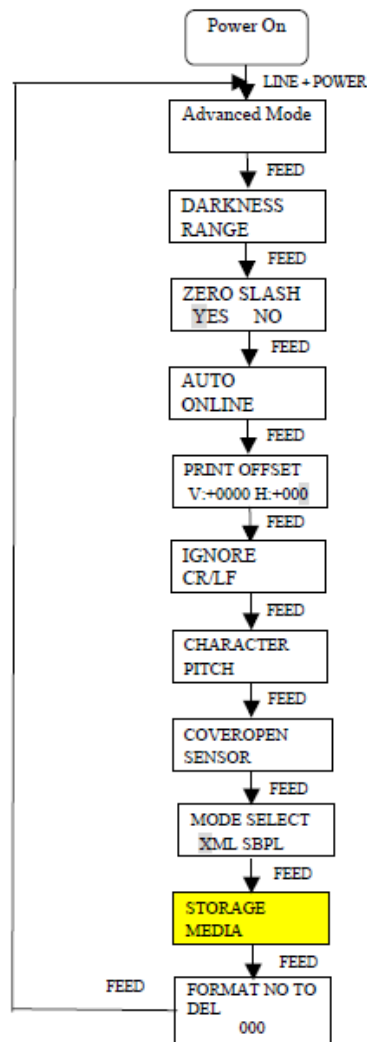 Power On
LINE + POWER
Advanced Mode
FEED
DARKNESS
RANGE
FEED
ZERO SLASH
YES NO
FEED
AUTO
ONLINE
FEED
PRINT OFFSET
V:+0000 H:+000
FEED
IGNORE
CR/LF
FEED
CHARACTER
PITCH
FEED
COVEROPEN
SENSOR
FEED
MODE SELECT
XML SBPL
FEED
STORAGE
MEDIA
FEED
FEED
FORMAT NO TO
DEL
000